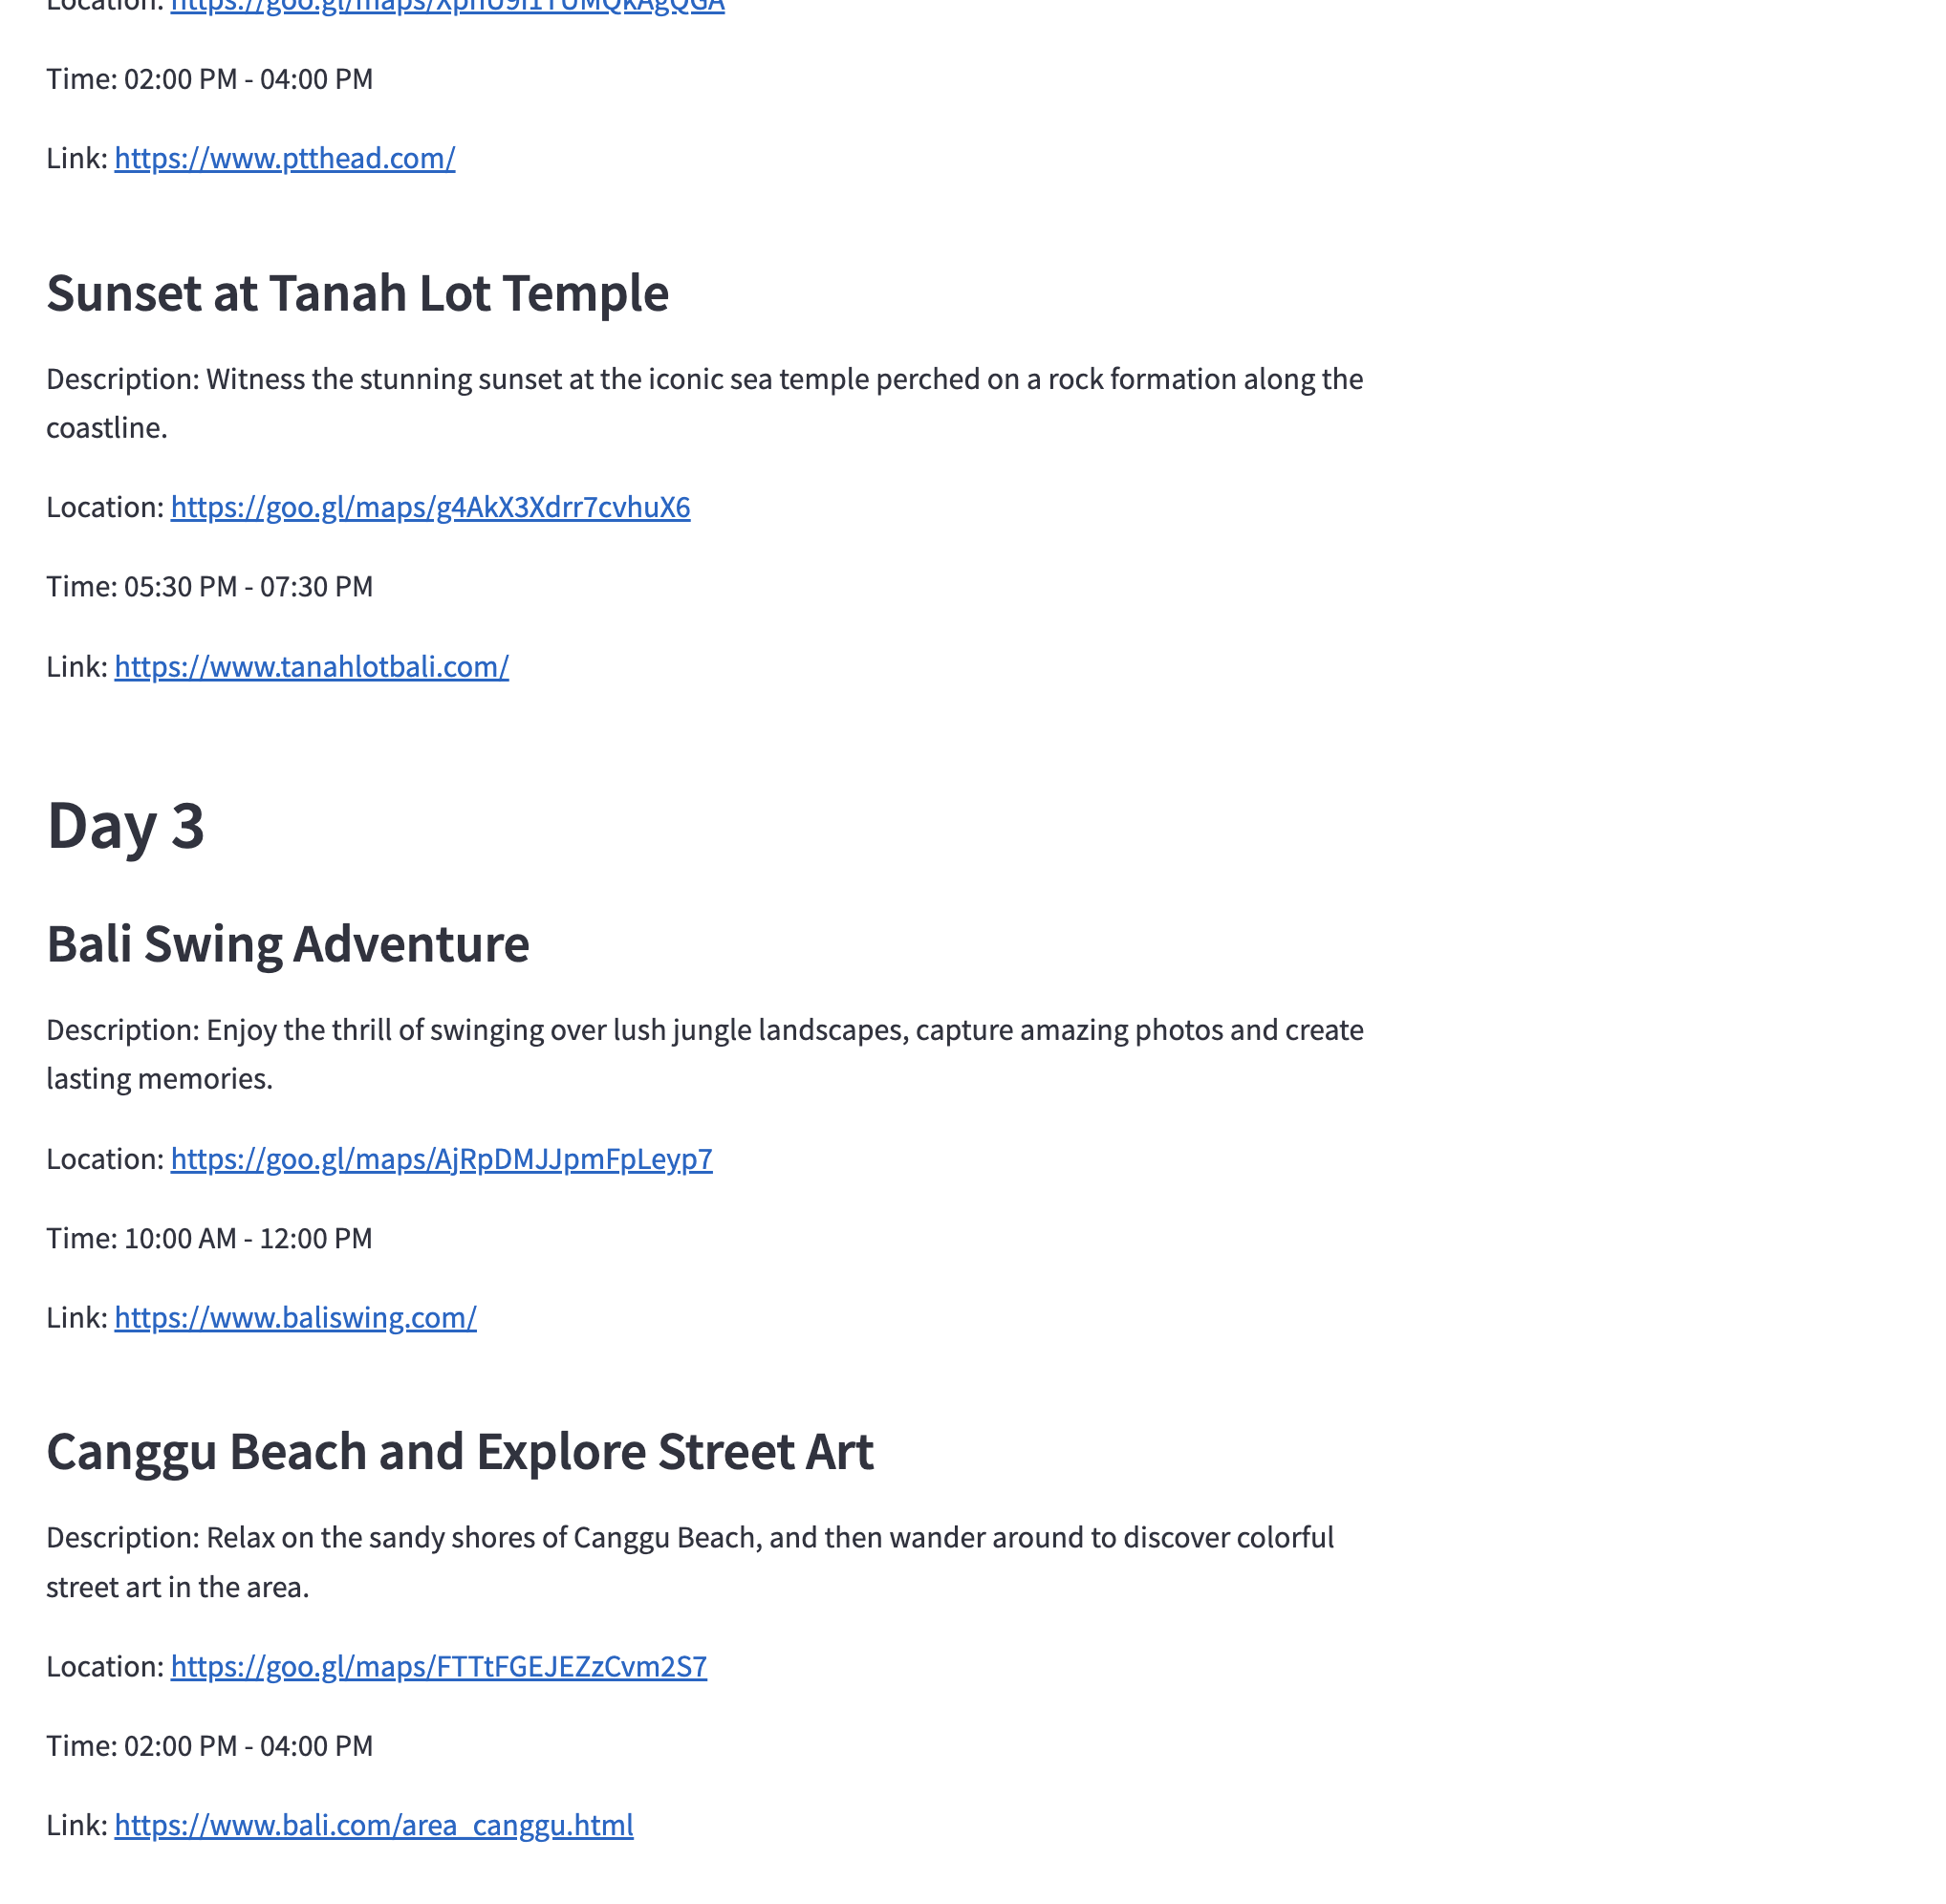 Location:
Time: 02:00 PM - 04:00 PM
Link: https://www.ptthead.com/
Sunset at Tanah Lot Temple
Description: Witness the stunning sunset at the iconic sea temple perched on a rock formation along the
coastline.
Location: https://goo.gl/maps/g4AkX3Xdrr7cvhuX6
Time: 05:30 PM - 07:30 PM
Link: https://www.tanahlotbali.com/
Day 3
Bali Swing Adventure
Description: Enjoy the thrill of swinging over lush jungle landscapes, capture amazing photos and create
lasting memories.
Location: https://goo.gl/maps/AjRpDMJJpmFpLeyp7
Time: 10:00 AM - 12:00 PM
Link: https://www.baliswing.com/
Canggu Beach and Explore Street Art
Description: Relax on the sandy shores of Canggu Beach, and then wander around to discover colorful
street art in the area.
Location: https://goo.gl/maps/FTTtFGEJEZzCvm2S7
Time: 02:00 PM - 04:00 PM
Link: https://www.bali.com/area_canggu.html